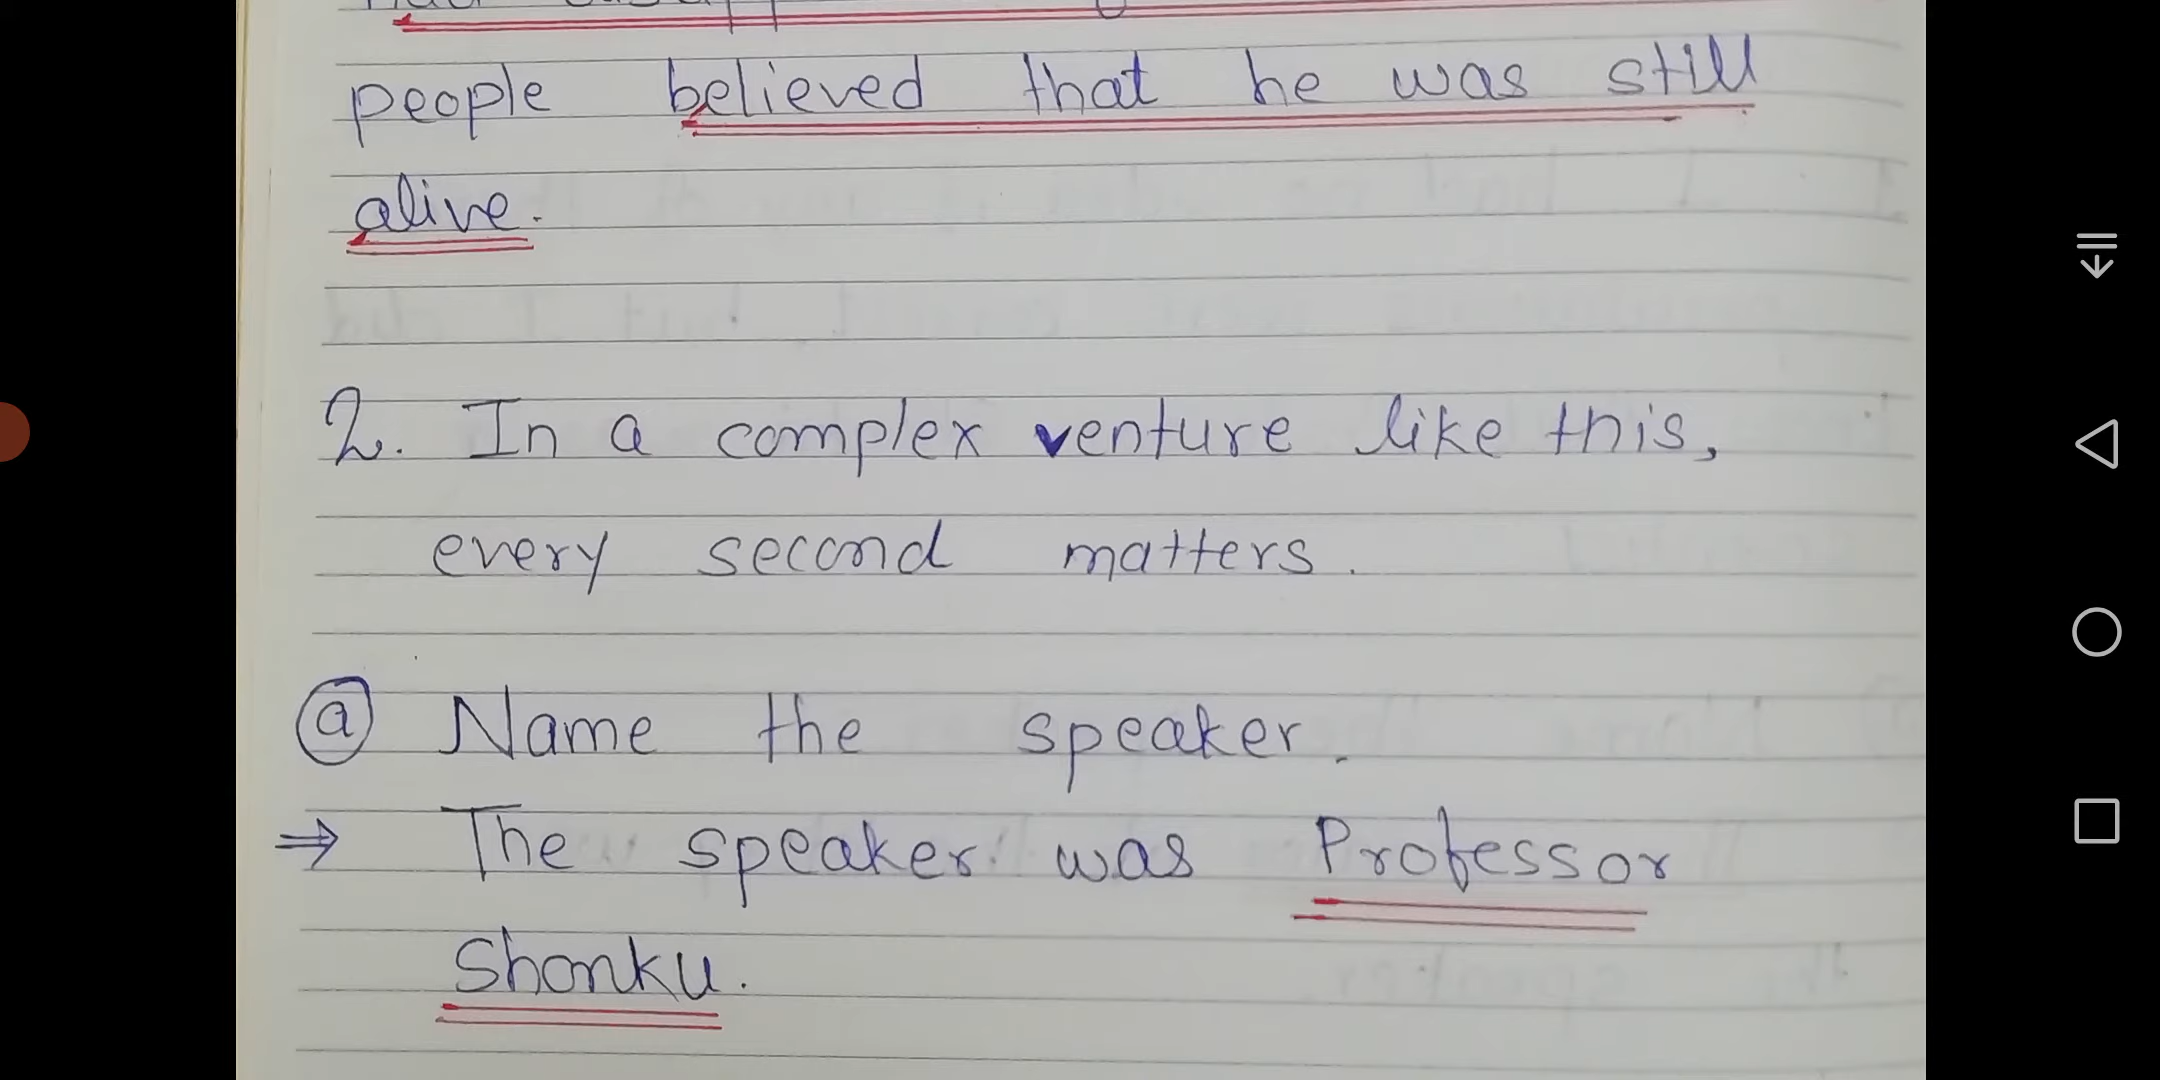 people believed that he was still
alive.
2. In a complex venture like this,
every second matters.
a Name the speaker.
⇒ The speaker was Professor
Shonku.